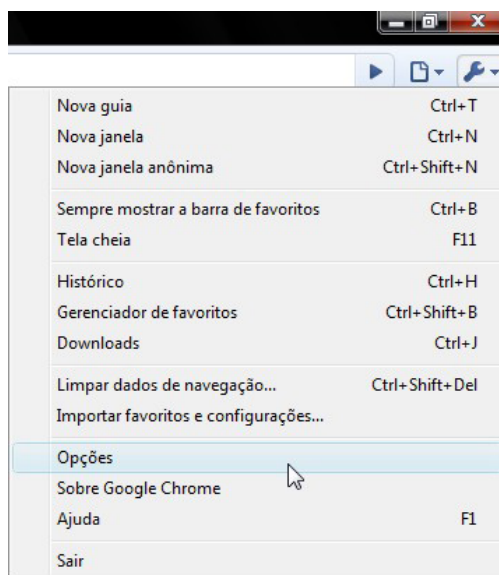 Nova guia Ctrl+T
Nova janela Ctrl+N
Nova janela anônima Ctrl+Shift+N
Sempre mostrar a barra de favoritos Ctrl+B
Tela cheia F11
Histórico Ctrl+H
Gerenciador de favoritos Ctrl+Shift+B
Downloads Ctrl+J
Limpar dados de navegação... Ctrl+Shift+Del
Importar favoritos e configurações...
Opções
Sobre Google Chrome
Ajuda F1
Sair